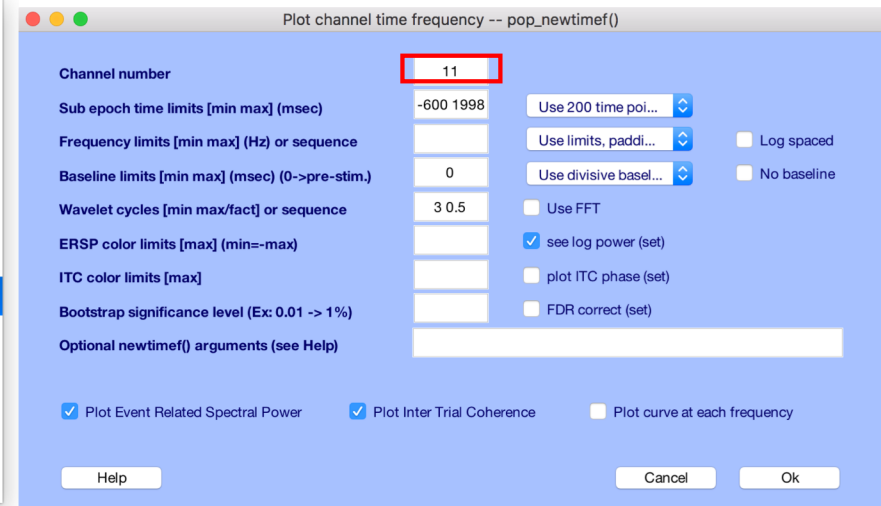 Plot channel time frequency -- pop_newtimef()
Channel number 11
Sub epoch time limits [min max] (msec) -600 1998 Use 200 time poi...
Frequency limits [min max] (Hz) or sequence Use limits, paddi... Log spaced
Baseline limits [min max] (msec) (0->pre-stim.) 0 Use divisive basel... No baseline
Wavelet cycles [min max/fact] or sequence 3 0.5 Use FFT
ERSP color limits [max] (min=-max) see log power (set)
ITC color limits [max] plot ITC phase (set)
Bootstrap significance level (Ex: 0.01 -> 1%) FDR correct (set)
Optional newtimef() arguments (see Help)
Plot Event Related Spectral Power Plot Inter Trial Coherence Plot curve at each frequency
Help Cancel Ok